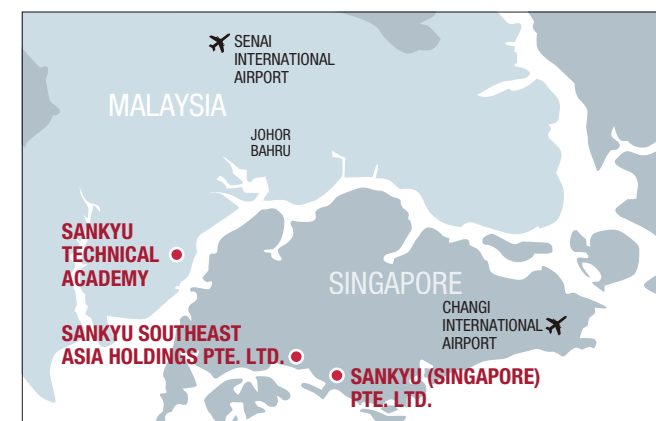 SENAI
INTERNATIONAL
AIRPORT
MALAYSIA
JOHOR
BAHRU
SANKYU
TECHNICAL
ACADEMY
SINGAPORE
CHANGI
INTERNATIONAL
AIRPORT
SANKYU SOUTHEAST
ASIA HOLDINGS PTE. LTD.
SANKYU (SINGAPORE)
PTE. LTD.